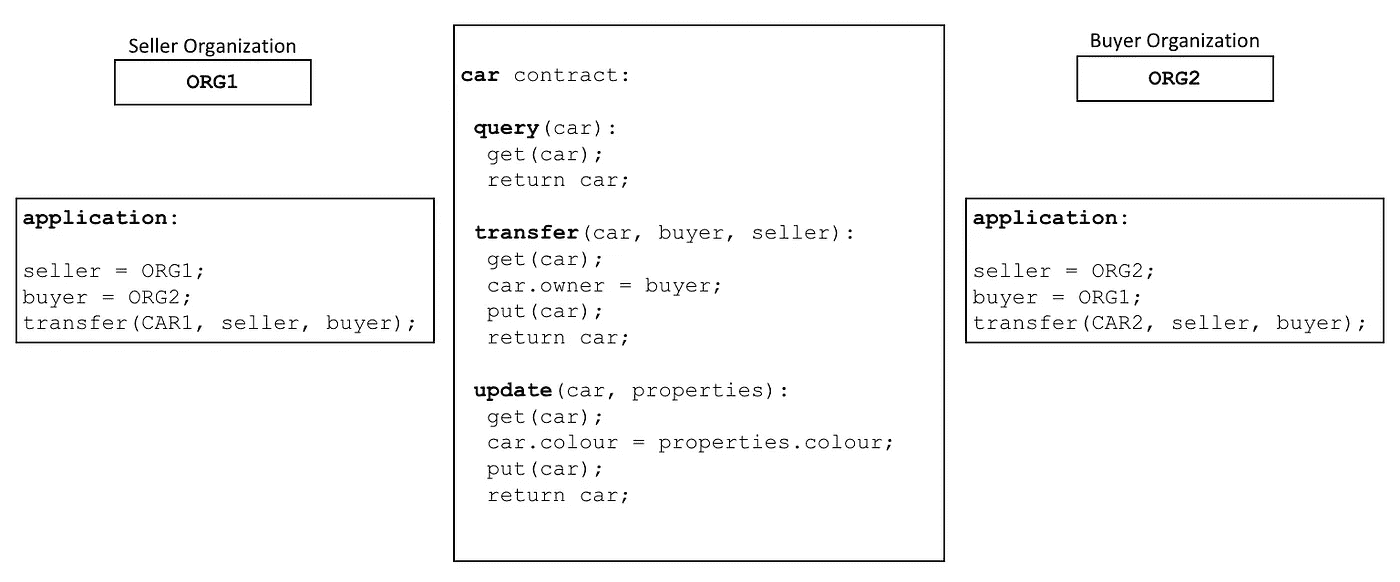 Seller Organization
ORG1
application:
seller = ORG1;
buyer = ORG2;
transfer(CAR1, seller, buyer);
car contract:
query(car):
get(car);
return car;
transfer(car, buyer, seller):
get(car);
car.owner = buyer;
put(car);
return car;
update(car, properties):
get(car);
car.colour = properties.colour;
put(car);
return car;
Buyer Organization
ORG2
application:
seller = ORG2;
buyer = ORG1;
transfer(CAR2, seller, buyer);